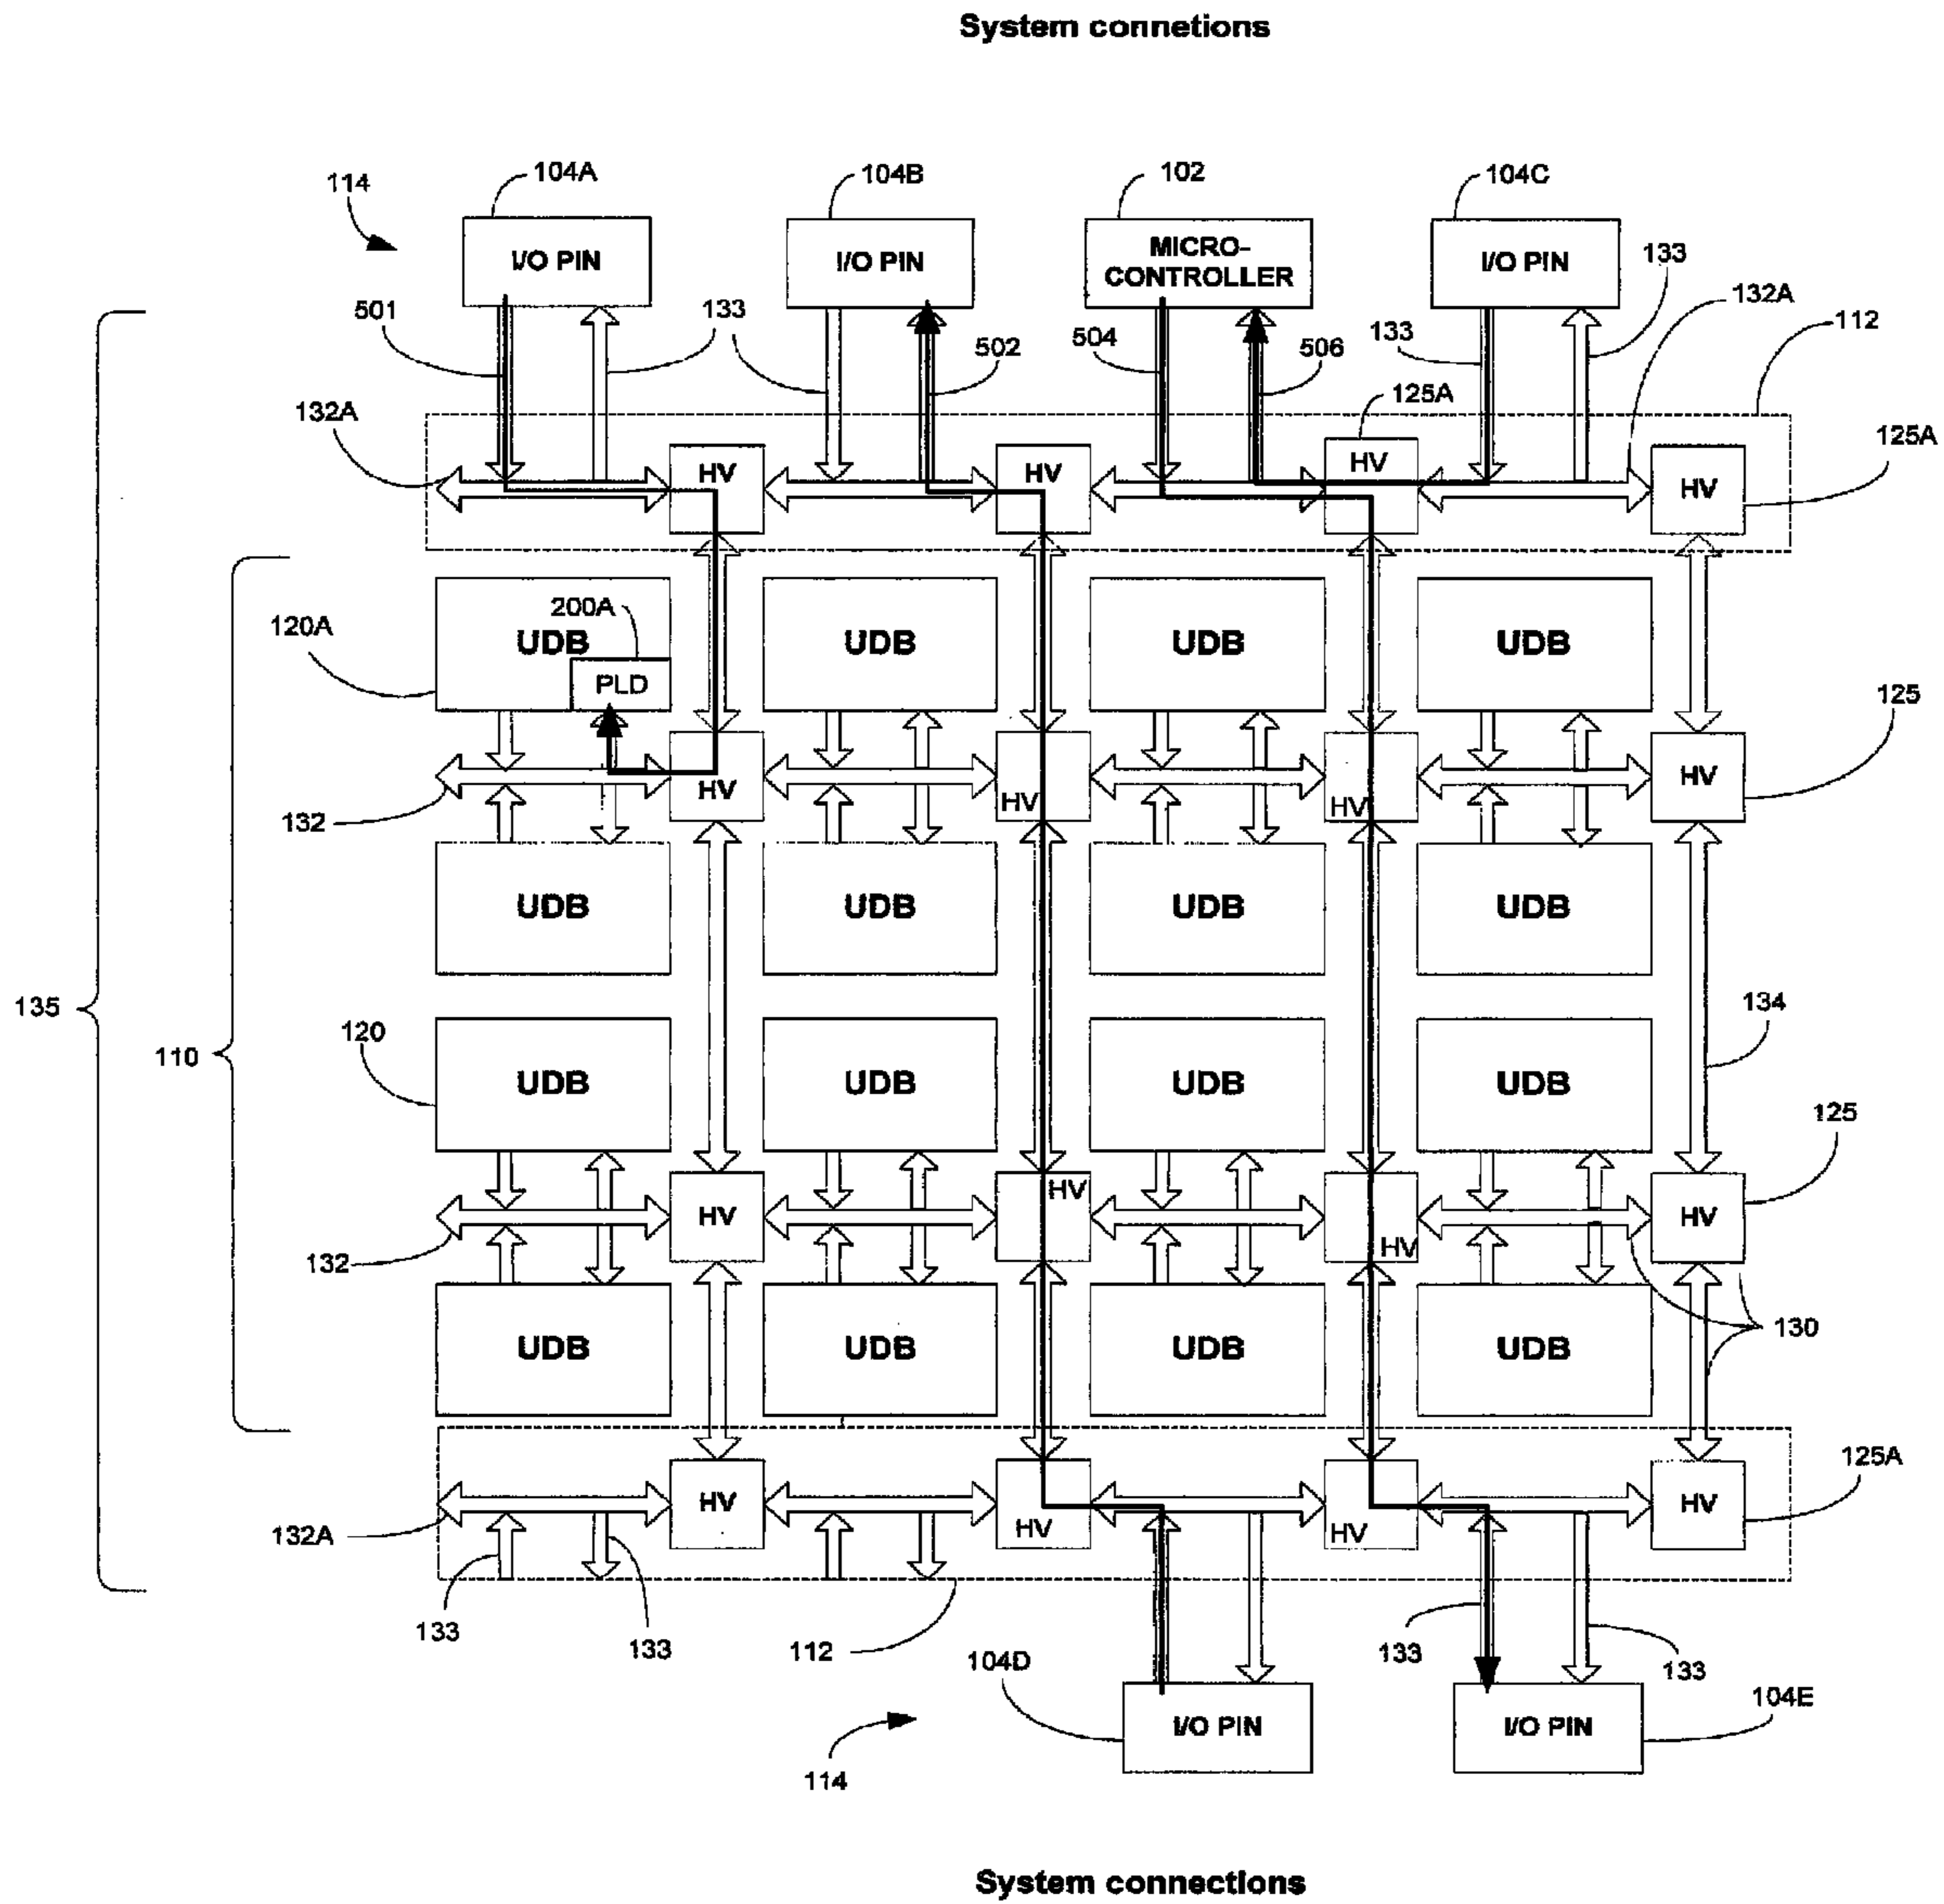 System connetions
114
104A
104B
102
104C
I/O PIN
I/O PIN
MICRO-
CONTROLLER
I/O PIN
133
501
133
502
504
506
133
132A
112
132A
125A
125A
HV
HV
HV
HV
120A
UDB
200A
PLD
UDB
UDB
UDB
125
132
HV
HV
HV
HV
UDB
UDB
UDB
UDB
135
110
134
120
UDB
UDB
UDB
UDB
125
132
HV
HV
HV
HV
130
UDB
UDB
UDB
UDB
125A
132A
HV
HV
HV
HV
133
133
112
104D
133
133
104E
114
I/O PIN
I/O PIN
System connections